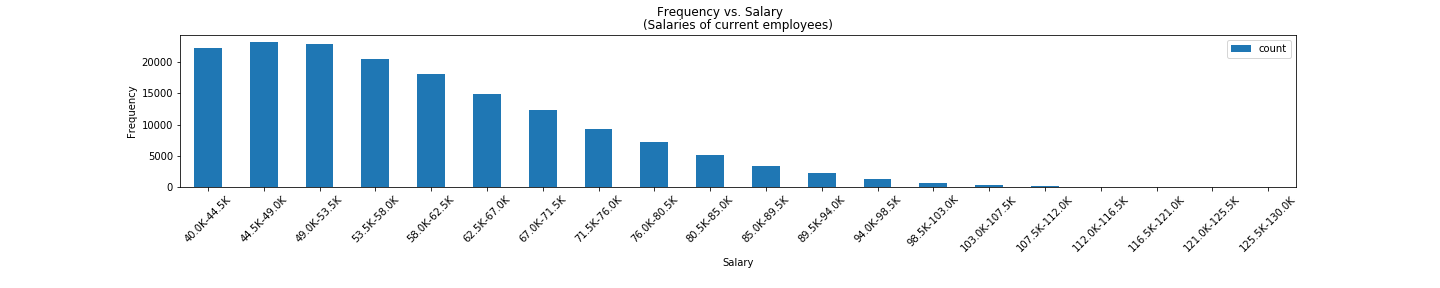 Frequency vs. Salary
(Salaries of current employees)
count
Frequency
20000
15000
10000
5000
0
40.0K-44.5K
44.5K-49.0K
49.0K-53.5K
53.5K-58.0K
58.0K-62.5K
62.5K-67.0K
67.0K-71.5K
71.5K-76.0K
76.0K-80.5K
80.5K-85.0K
85.0K-89.5K
89.5K-94.0K
94.0K-98.5K
98.5K-103.0K
103.0K-107.5K
107.5K-112.0K
112.0K-116.5K
116.5K-121.0K
121.0K-125.5K
125.5K-130.0K
Salary